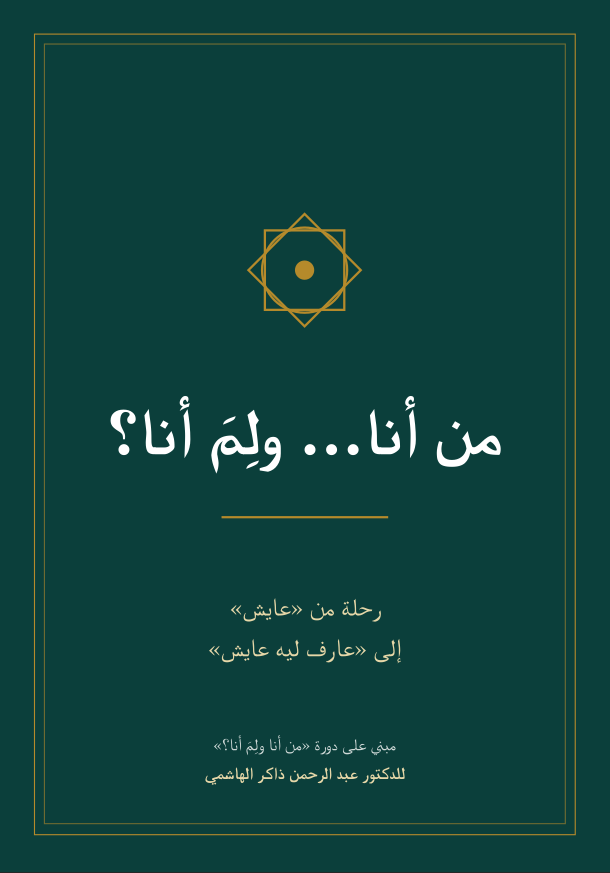 من أنا... ولِمَ أنا؟
رحلة من «عايش»
إلى «عارف ليه عايش»
مبني على دورة «من أنا ولِمَ أنا؟»
للدكتور عبد الرحمن ذاكر الهاشمي